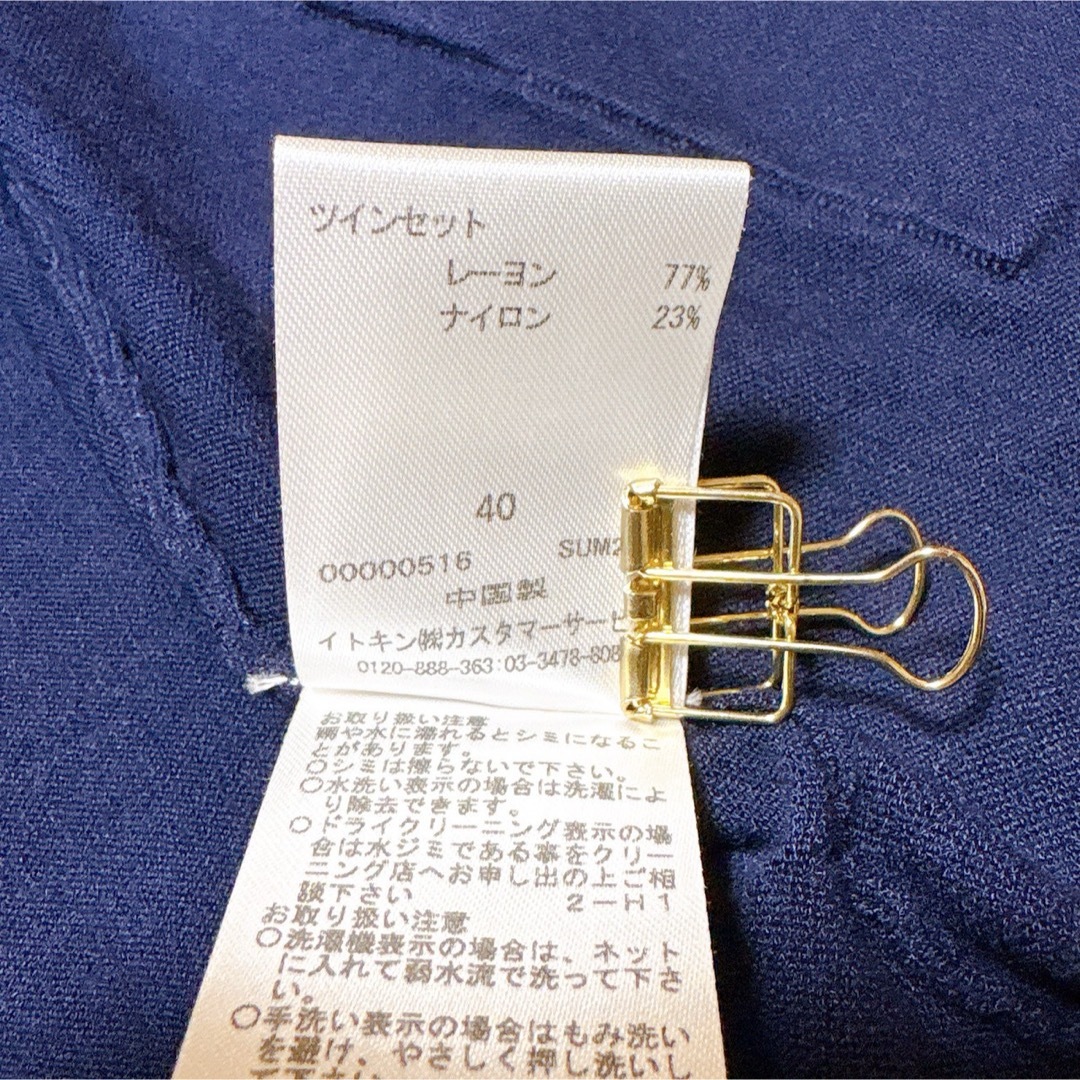 ツインセット
レーヨン 77%
ナイロン 23%
40
00000516 SUM2
中国製
イトキン㈱カスタマーサービ
0120-888-363:03-3478-808
お取り扱い注意
雨や水に濡れるとシミになるこ
とがあります。
○シミは擦らないで下さい。
○水洗い表示の場合は洗濯によ
り除去できます。
○ドライクリーニング表示の場
合は水ジミである事をクリー
ニング店へお申し出の上ご相
談下さい 2-H1
お取り扱い注意
○洗濯機表示の場合は、ネット
に入れて弱水流で洗って下さ
い。
○手洗い表示の場合はもみ洗い
を避け、やさしく押し洗いし
て下さい